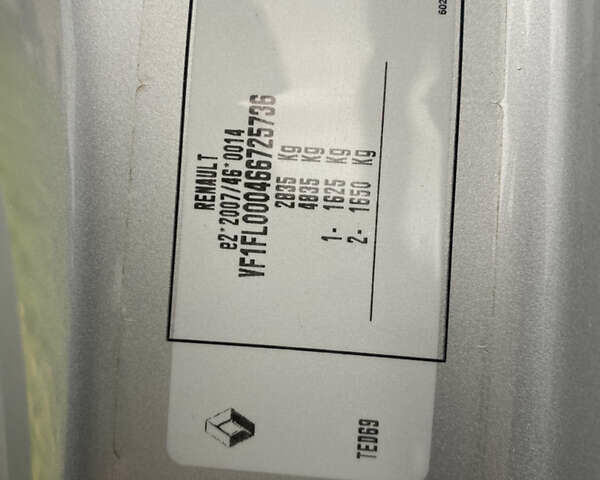 RENAULT
e2*2007/46*0014
VF1FL000466725736
2835 Kg
4835 Kg
1- 1625 Kg
2- 1650 Kg
TED69